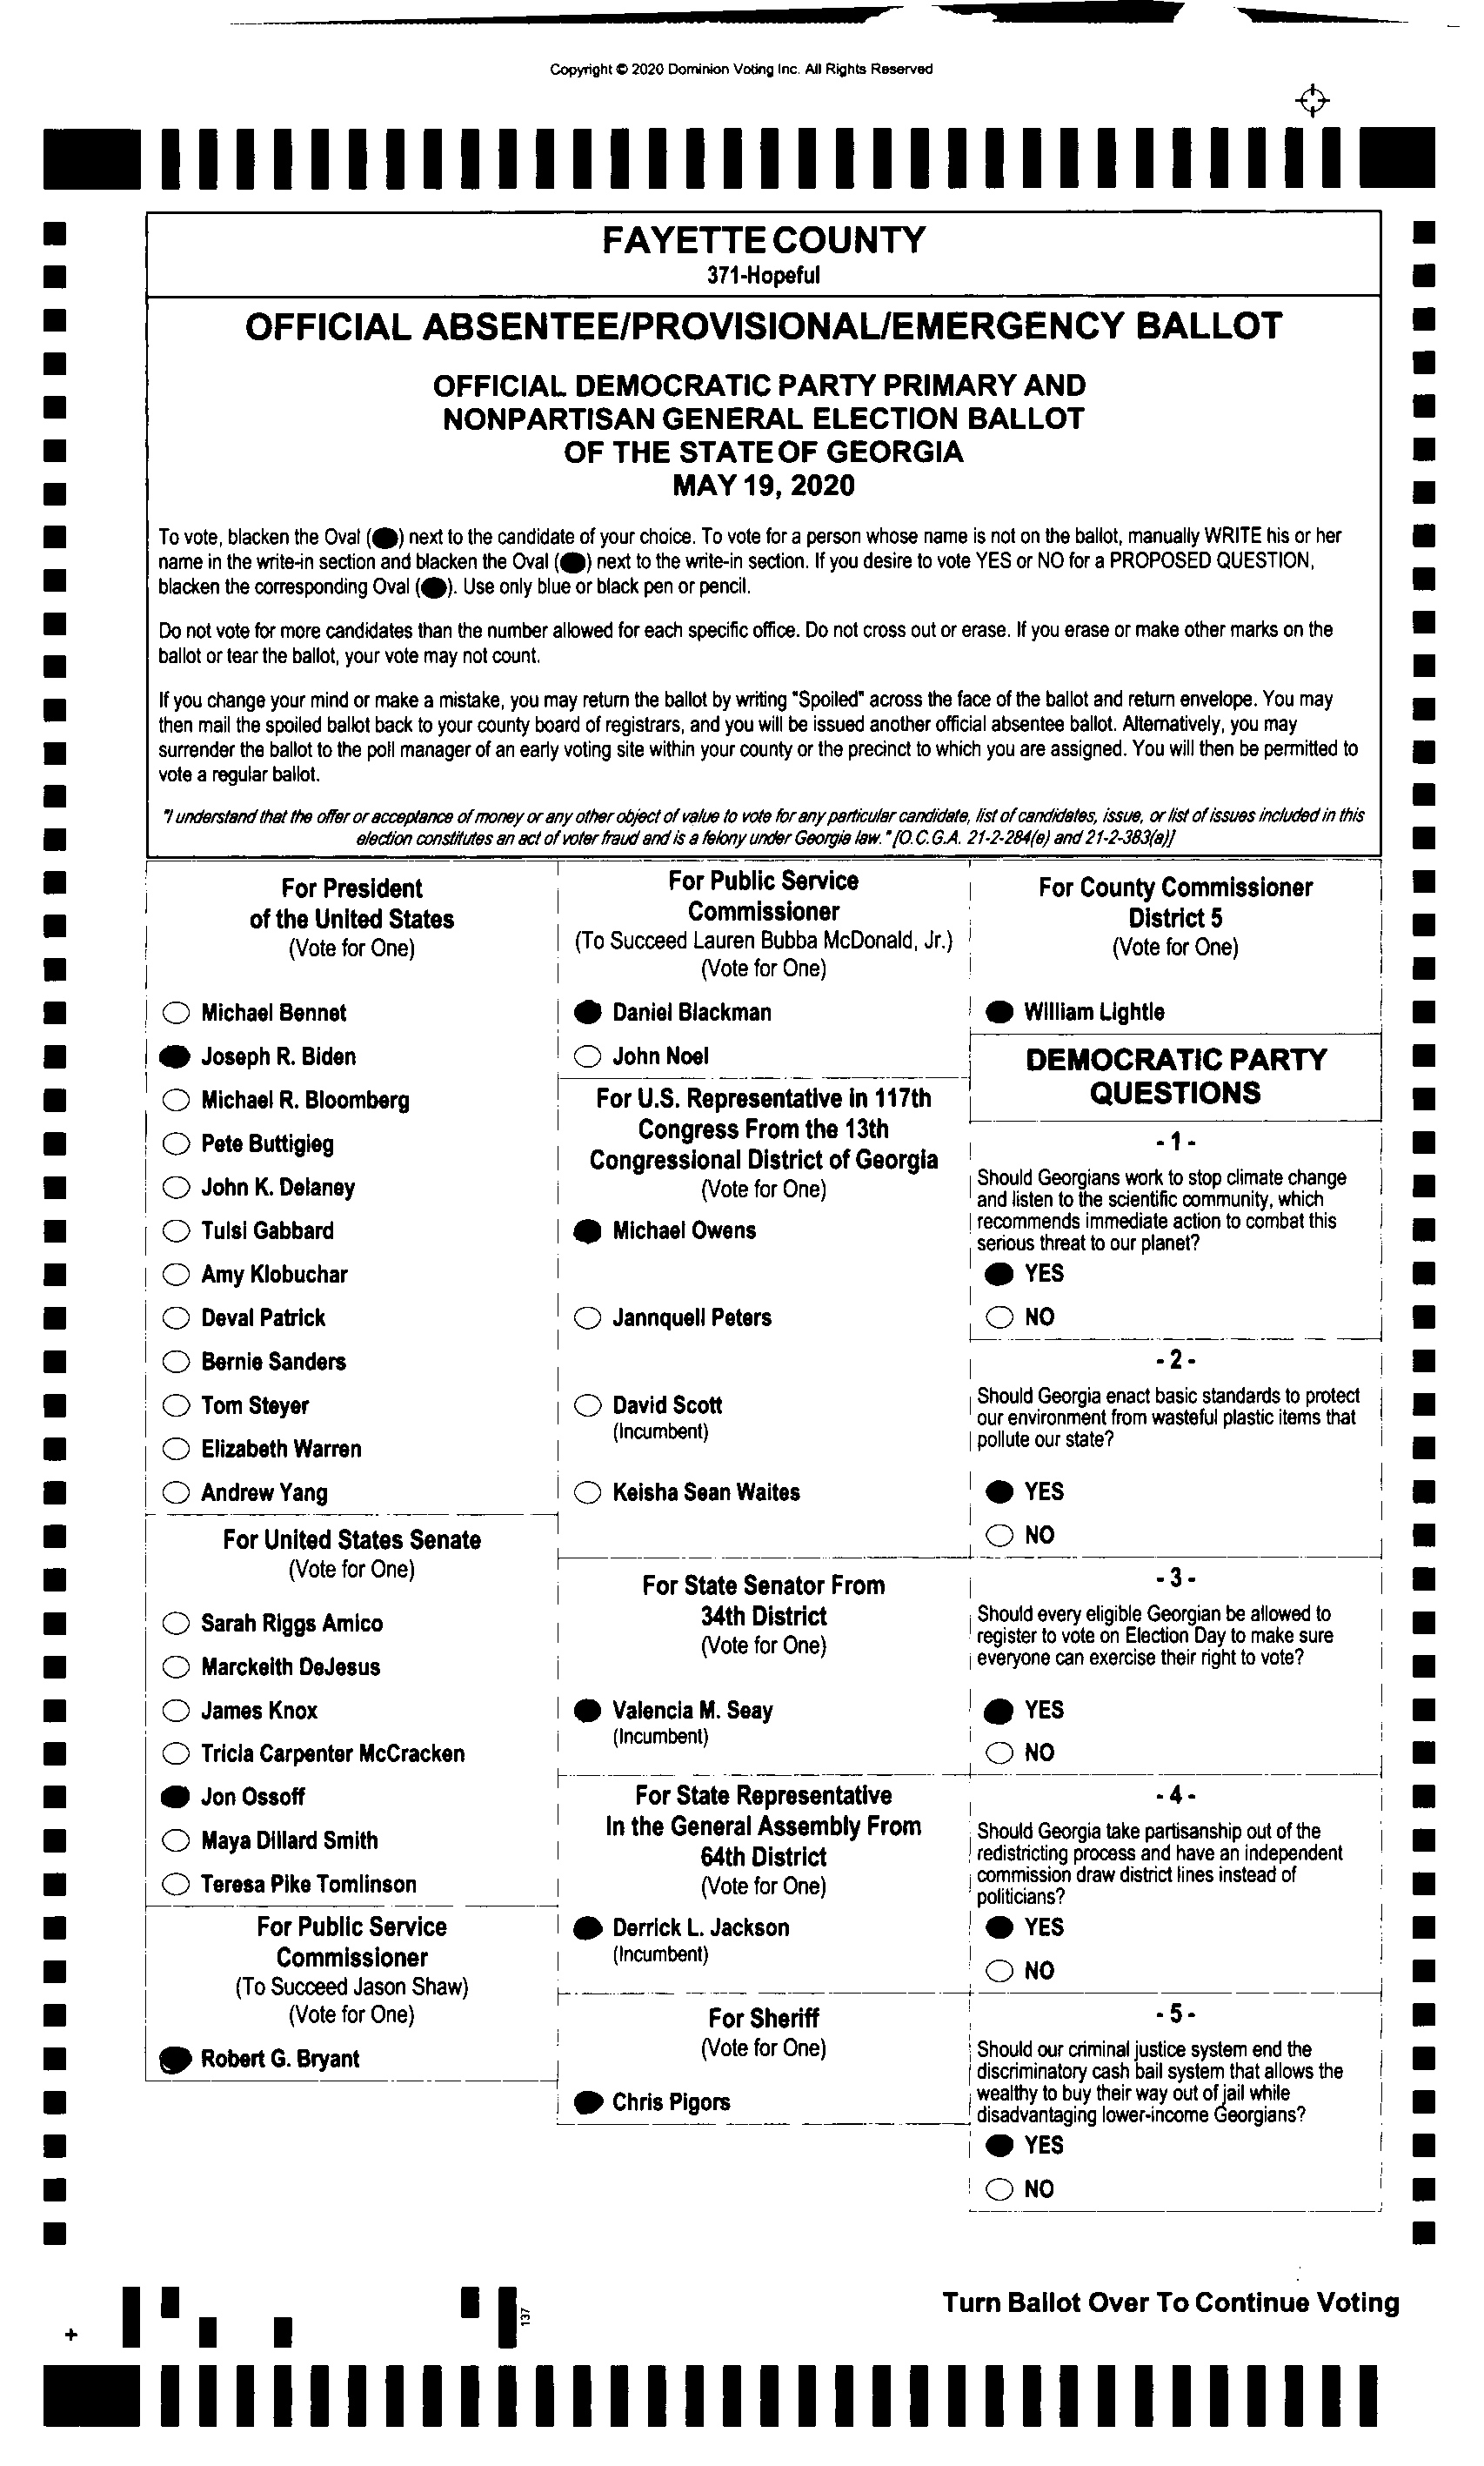 Copyright © 2020 Dominion Voting Inc. All Rights Reserved
FAYETTE COUNTY
371-Hopeful
OFFICIAL ABSENTEE/PROVISIONAL/EMERGENCY BALLOT
OFFICIAL DEMOCRATIC PARTY PRIMARY AND
NONPARTISAN GENERAL ELECTION BALLOT
OF THE STATE OF GEORGIA
MAY 19, 2020
To vote, blacken the Oval (●) next to the candidate of your choice. To vote for a person whose name is not on the ballot, manually WRITE his or her
name in the write-in section and blacken the Oval (●) next to the write-in section. If you desire to vote YES or NO for a PROPOSED QUESTION,
blacken the corresponding Oval (●). Use only blue or black pen or pencil.
Do not vote for more candidates than the number allowed for each specific office. Do not cross out or erase. If you erase or make other marks on the
ballot or tear the ballot, your vote may not count.
If you change your mind or make a mistake, you may return the ballot by writing "Spoiled" across the face of the ballot and return envelope. You may
then mail the spoiled ballot back to your county board of registrars, and you will be issued another official absentee ballot. Alternatively, you may
surrender the ballot to the poll manager of an early voting site within your county or the precinct to which you are assigned. You will then be permitted to
vote a regular ballot.
"I understand that the offer or acceptance of money or any other object of value to vote for any particular candidate, list of candidates, issue, or list of issues included in this
election constitutes an act of voter fraud and is a felony under Georgia law." [O.C.G.A. 21-2-284(e) and 21-2-383(a)]
For President
of the United States
(Vote for One)
Michael Bennet
Joseph R. Biden
Michael R. Bloomberg
Pete Buttigieg
John K. Delaney
Tulsi Gabbard
Amy Klobuchar
Deval Patrick
Bernie Sanders
Tom Steyer
Elizabeth Warren
Andrew Yang
For United States Senate
(Vote for One)
Sarah Riggs Amico
Marckeith DeJesus
James Knox
Tricia Carpenter McCracken
Jon Ossoff
Maya Dillard Smith
Teresa Pike Tomlinson
For Public Service
Commissioner
(To Succeed Jason Shaw)
(Vote for One)
Robert G. Bryant
For Public Service
Commissioner
(To Succeed Lauren Bubba McDonald, Jr.)
(Vote for One)
Daniel Blackman
John Noel
For U.S. Representative in 117th
Congress From the 13th
Congressional District of Georgia
(Vote for One)
Michael Owens
Jannquell Peters
David Scott
(Incumbent)
Keisha Sean Waites
For State Senator From
34th District
(Vote for One)
Valencia M. Seay
(Incumbent)
For State Representative
In the General Assembly From
64th District
(Vote for One)
Derrick L. Jackson
(Incumbent)
For Sheriff
(Vote for One)
Chris Pigors
For County Commissioner
District 5
(Vote for One)
William Lightle
DEMOCRATIC PARTY
QUESTIONS
- 1 -
Should Georgians work to stop climate change
and listen to the scientific community, which
recommends immediate action to combat this
serious threat to our planet?
YES
NO
- 2 -
Should Georgia enact basic standards to protect
our environment from wasteful plastic items that
pollute our state?
YES
NO
- 3 -
Should every eligible Georgian be allowed to
register to vote on Election Day to make sure
everyone can exercise their right to vote?
YES
NO
- 4 -
Should Georgia take partisanship out of the
redistricting process and have an independent
commission draw district lines instead of
politicians?
YES
NO
- 5 -
Should our criminal justice system end the
discriminatory cash bail system that allows the
wealthy to buy their way out of jail while
disadvantaging lower-income Georgians?
YES
NO
Turn Ballot Over To Continue Voting
137
+